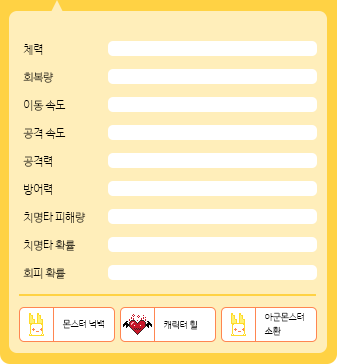 체력
회복량
이동 속도
공격 속도
공격력
방어력
치명타 피해량
치명타 확률
회피 확률
몬스터 넉백
캐릭터 힐
아군몬스터
소환